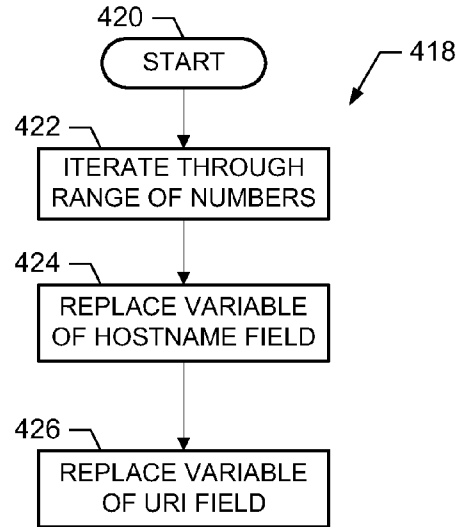 420
START
418
422
ITERATE THROUGH
RANGE OF NUMBERS
424
REPLACE VARIABLE
OF HOSTNAME FIELD
426
REPLACE VARIABLE
OF URI FIELD